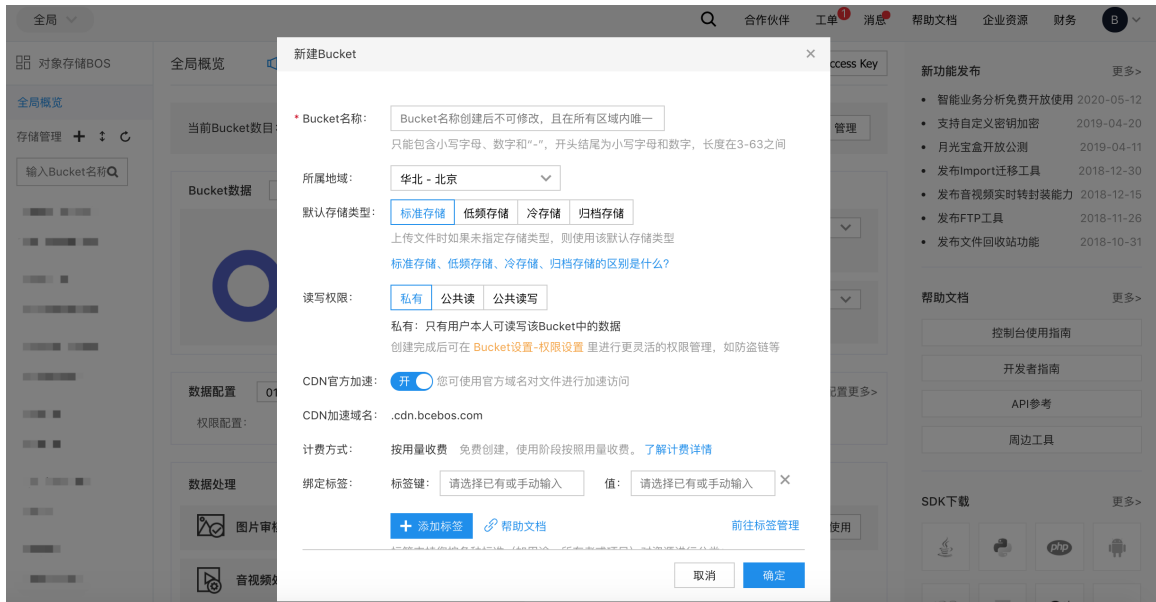 全局
合作伙伴 工单 1 消息 帮助文档 企业资源 财务 B
对象存储BOS
全局概览
存储管理
输入Bucket名称
全局概览
ccess Key
当前Bucket数目
管理
Bucket数据
数据配置 01
配置更多>
权限配置:
数据处理
图片审核
使用
音视频处
新建Bucket
* Bucket名称: Bucket名称创建后不可修改，且在所有区域内唯一
只能包含小写字母、数字和“-”，开头结尾为小写字母和数字，长度在3-63之间
所属地域: 华北 - 北京
默认存储类型: 标准存储 低频存储 冷存储 归档存储
上传文件时如果未指定存储类型，则使用该默认存储类型
标准存储、低频存储、冷存储、归档存储的区别是什么?
读写权限: 私有 公共读 公共读写
私有：只有用户本人可读写该Bucket中的数据
创建完成后可在 Bucket设置-权限设置 里进行更灵活的权限管理，如防盗链等
CDN官方加速: 开 您可使用官方域名对文件进行加速访问
CDN加速域名: .cdn.bcebos.com
计费方式: 按用量收费 免费创建，使用阶段按照用量收费。 了解计费详情
绑定标签: 标签键: 请选择已有或手动输入 值: 请选择已有或手动输入
+ 添加标签 帮助文档 前往标签管理
取消 确定
新功能发布 更多>
智能业务分析免费开放使用 2020-05-12
支持自定义密钥加密 2019-04-20
月光宝盒开放公测 2019-04-11
发布Import迁移工具 2018-12-30
发布音视频实时转封装能力 2018-12-15
发布FTP工具 2018-11-26
发布文件回收站功能 2018-10-31
帮助文档 更多>
控制台使用指南
开发者指南
API参考
周边工具
SDK下载 更多>
php